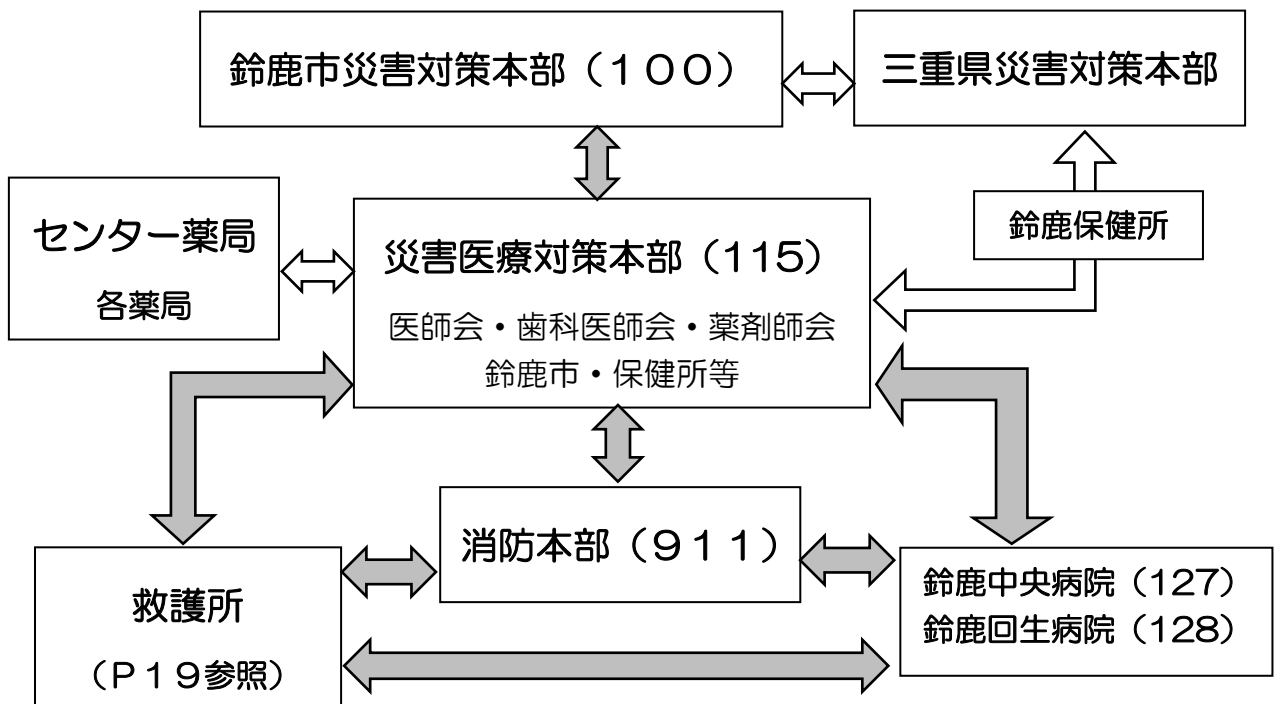 鈴鹿市災害対策本部（１００）
三重県災害対策本部
鈴鹿保健所
センター薬局
各薬局
災害医療対策本部（115）
医師会・歯科医師会・薬剤師会
鈴鹿市・保健所等
消防本部（９１１）
救護所
（Ｐ１９参照）
鈴鹿中央病院（127）
鈴鹿回生病院（128）